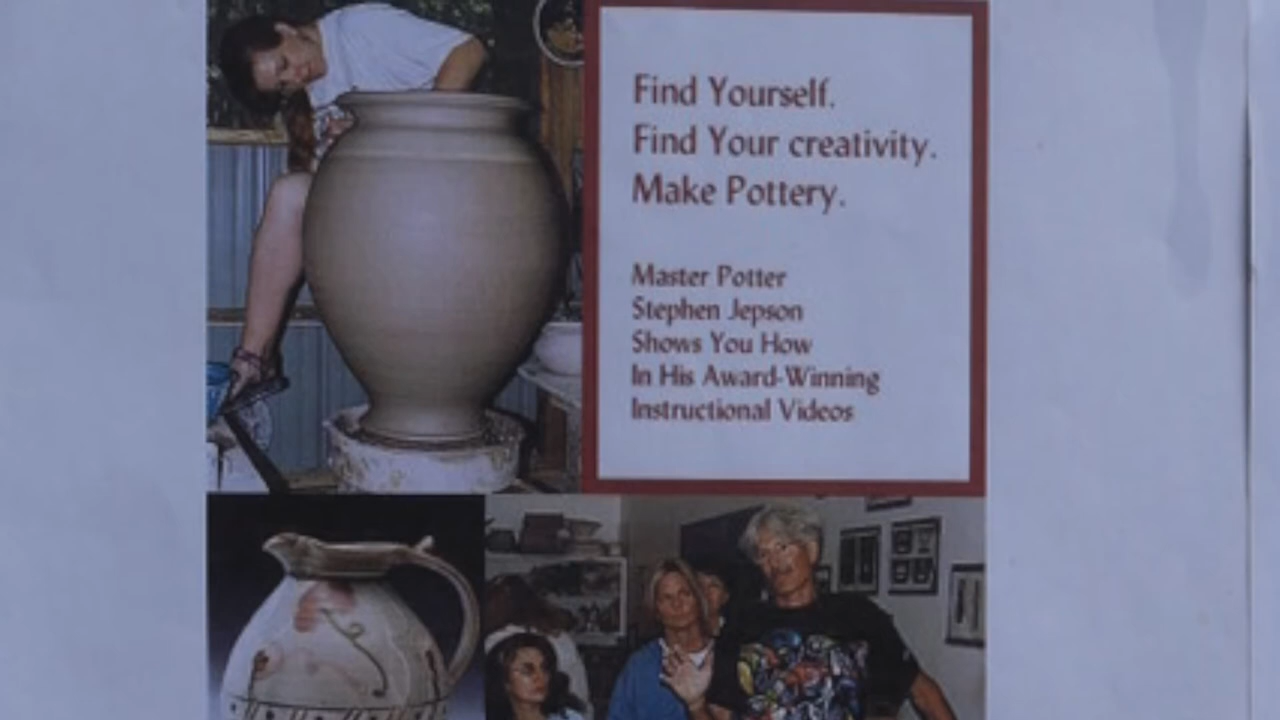 Find Yourself.
Find Your creativity.
Make Pottery.
Master Potter
Stephen Jepson
Shows You How
In His Award-Winning
Instructional Videos